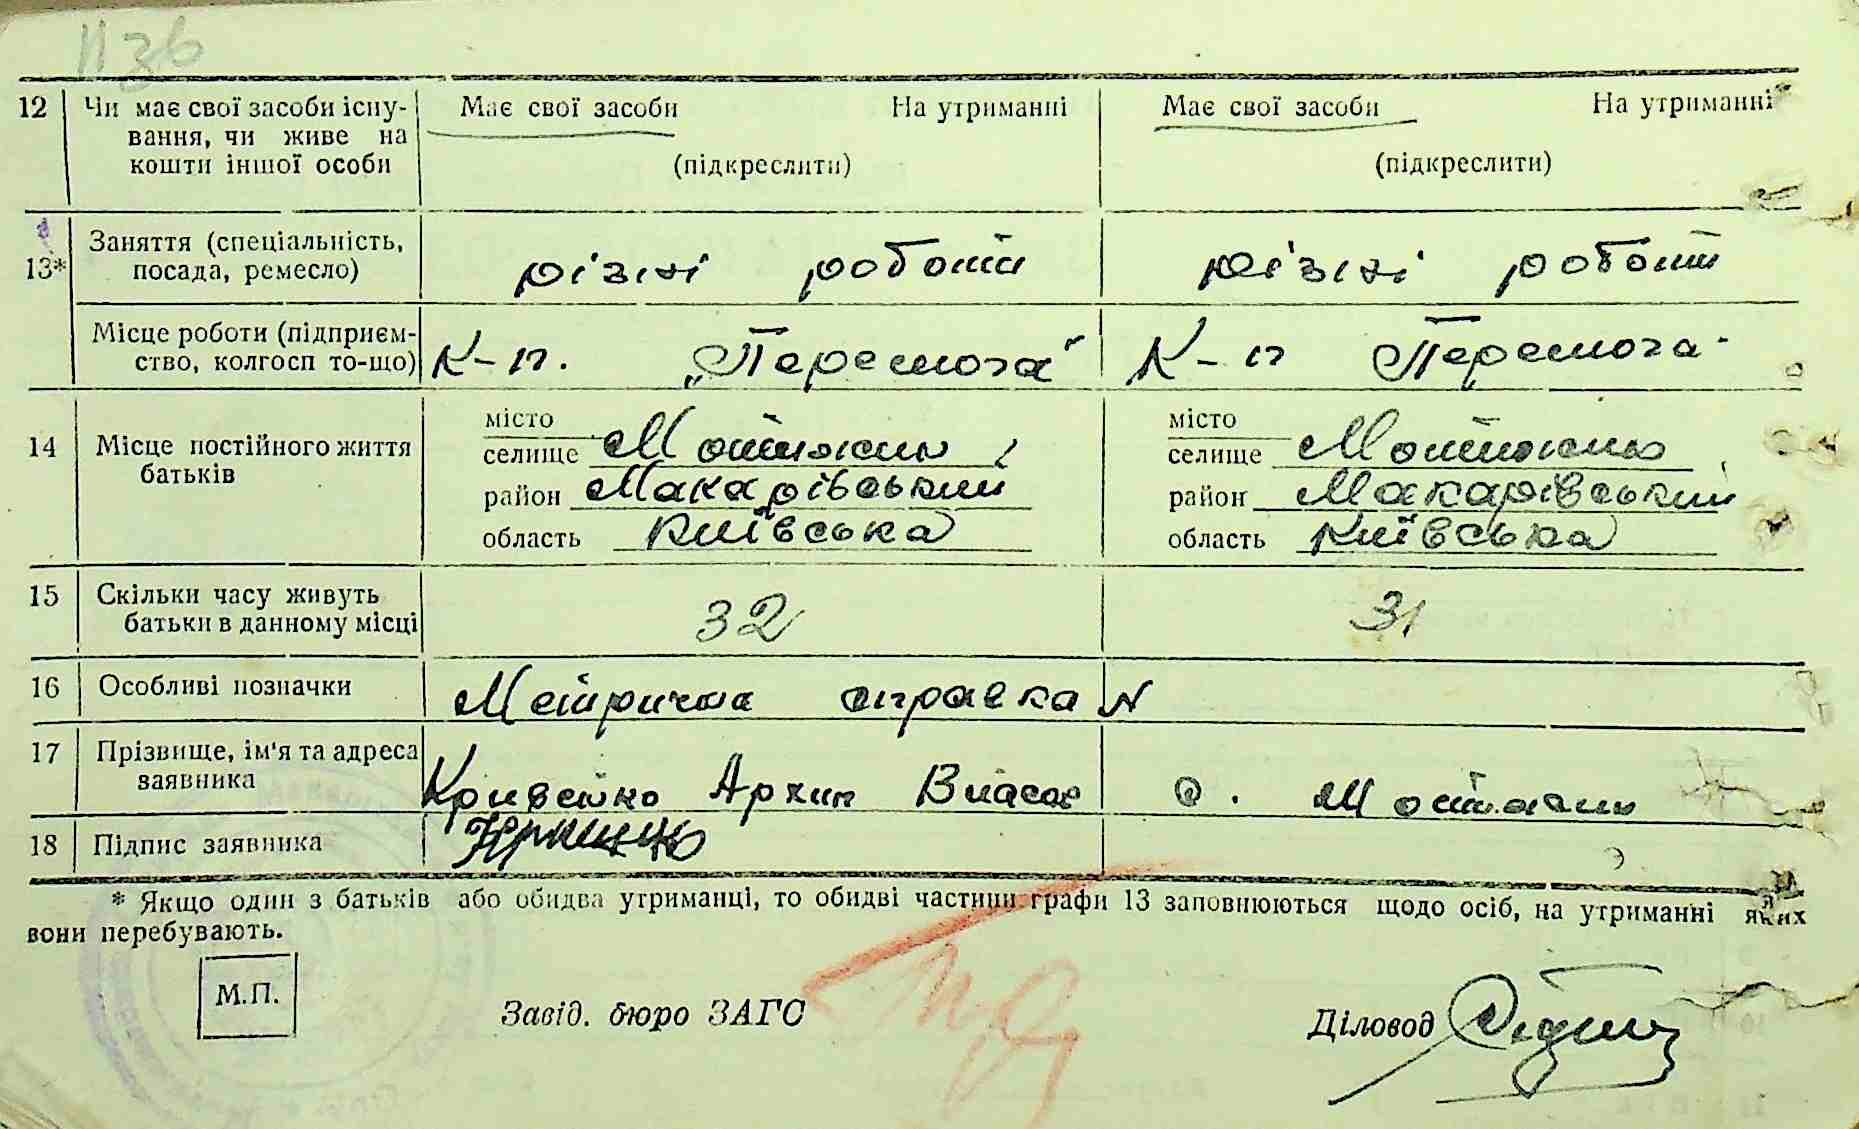 12 Чи має свої засоби існу-
вання, чи живе на
кошти іншої особи
Має свої засоби На утриманні
(підкреслити)
Має свої засоби На утриманні
(підкреслити)
13* Заняття (спеціальність,
посада, ремесло)
різні роботи
різні роботи
Місце роботи (підприєм-
ство, колгосп то-що)
К-п. „Перемога"
К-п Перемога
14 Місце постійного життя
батьків
місто
селище Мотижин
район Макарівський
область Київська
місто
селище Мотижин
район Макарівський
область Київська
15 Скільки часу живуть
батьки в данному місці
32
31
16 Особливі позначки
Метрична справка N
17 Прізвище, ім'я та адреса
заявника
Архип с. Мотижин
18 Підпис заявника
* Якщо один з батьків або обидва утриманці, то обидві частини графи 13 заповнюються щодо осіб, на утриманні яких
вони перебувають.
М.П.
Завід. бюро ЗАГС
Діловод